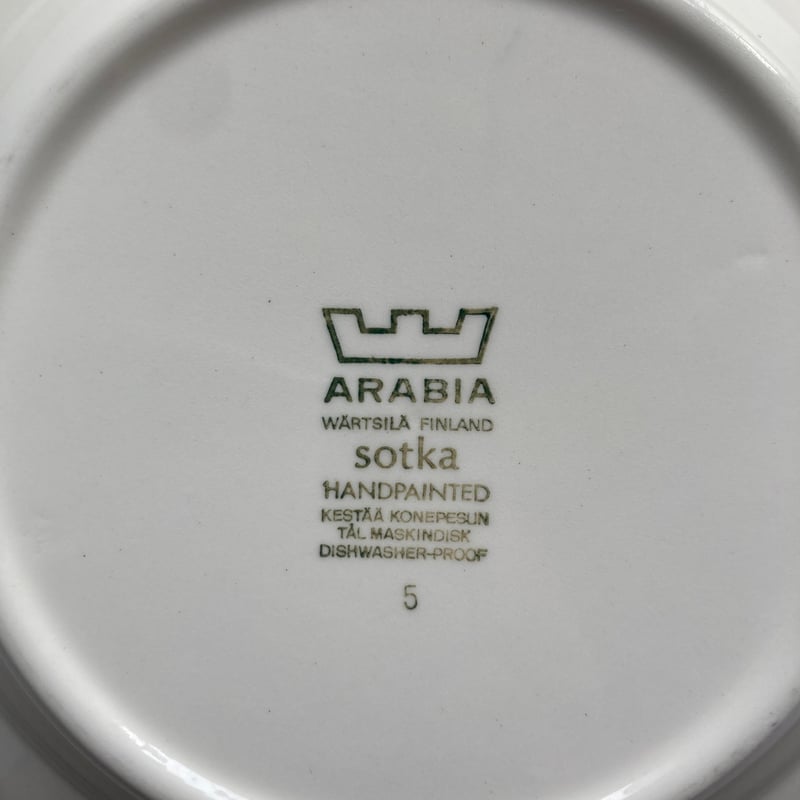 ARABIA
WÄRTSILÄ FINLAND
sotka
HANDPAINTED
KESTÄÄ KONEPESUN
TÅL MASKINDISK
DISHWASHER-PROOF
5